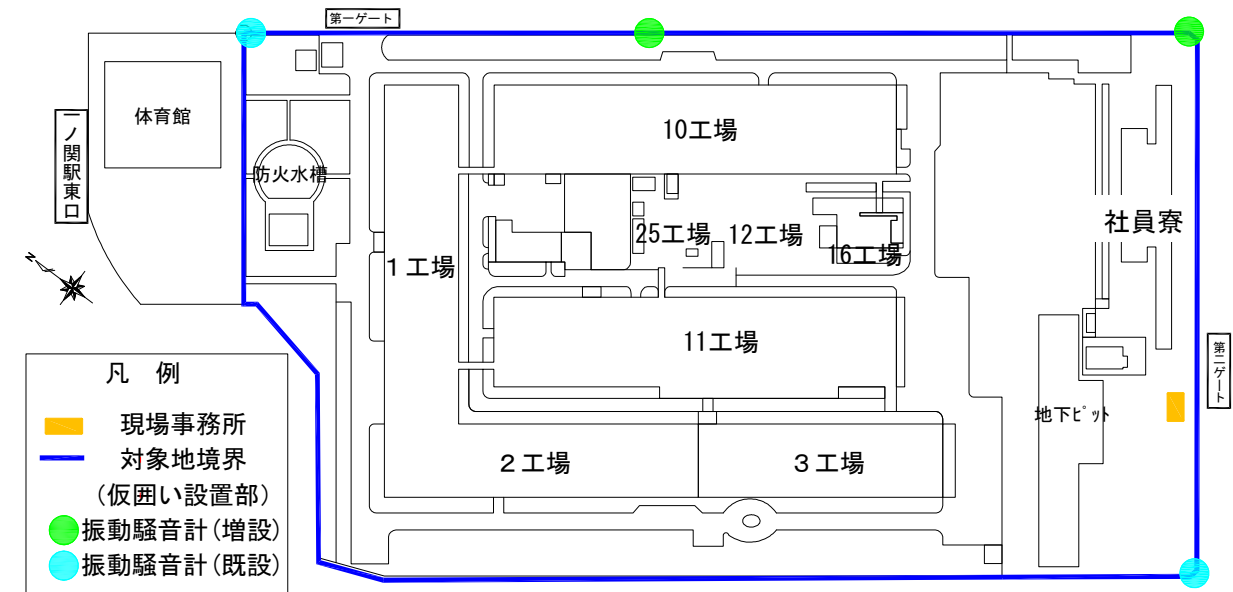 第一ゲート
体育館
一ノ関駅東口
防火水槽
10工場
25工場
12工場
16工場
社員寮
1工場
N
11工場
第二ゲート
地下ピット
2工場
3工場
凡 例
現場事務所
対象地境界
(仮囲い設置部)
振動騒音計(増設)
振動騒音計(既設)